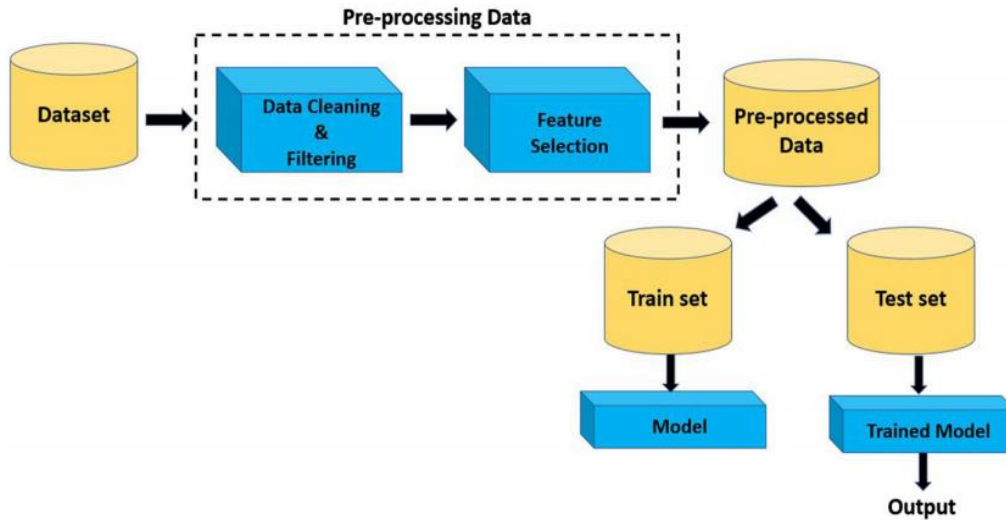 Pre-processing Data
Dataset
Data Cleaning
&
Filtering
Feature
Selection
Pre-processed
Data
Train set
Test set
Model
Trained Model
Output